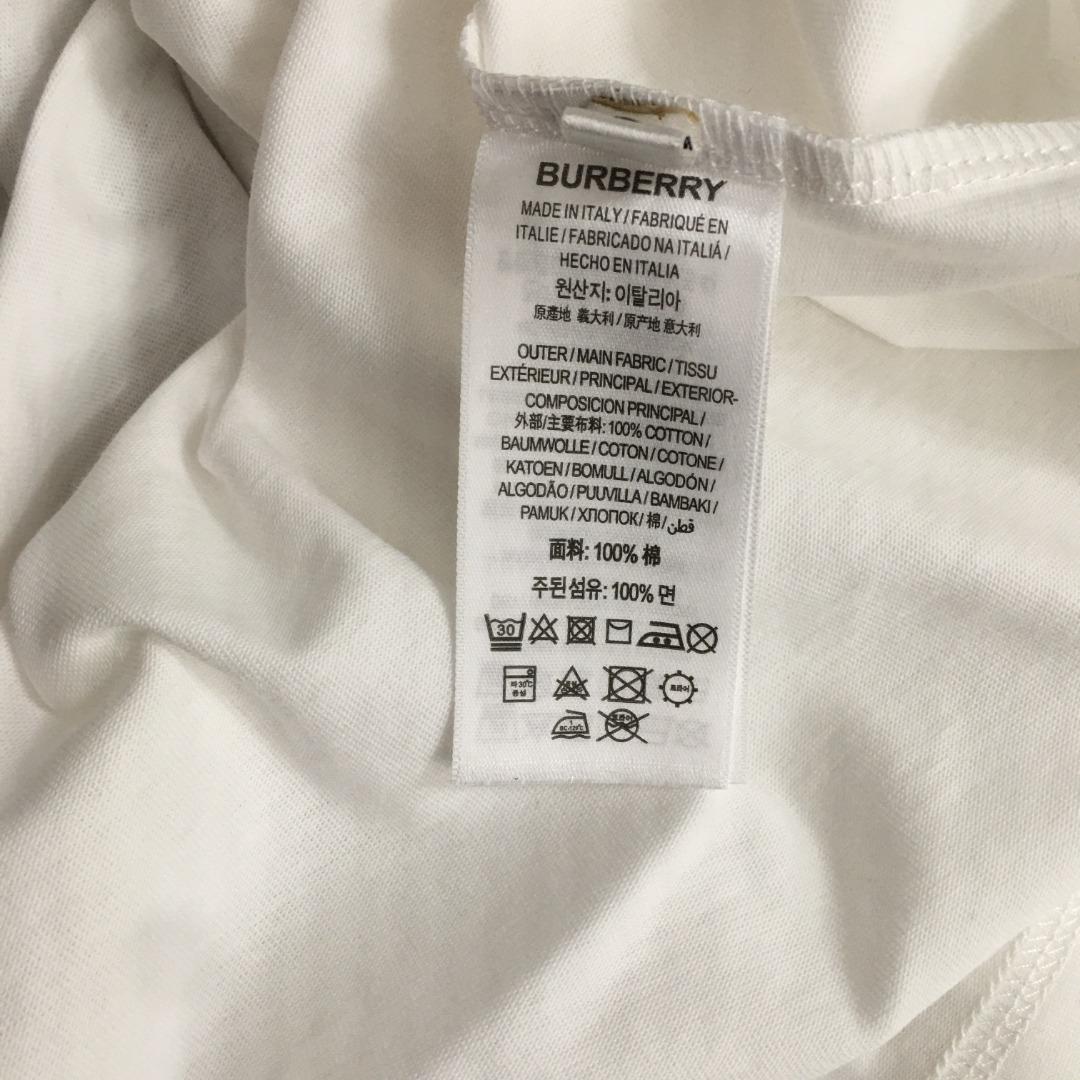 BURBERRY
MADE IN ITALY / FABRIQUÉ EN
ITALIE / FABRICADO NA ITALIÁ /
HECHO EN ITALIA
원산지: 이탈리아
原產地 義大利 / 原产地 意大利
OUTER / MAIN FABRIC / TISSU
EXTÉRIEUR / PRINCIPAL / EXTERIOR-
COMPOSICION PRINCIPAL /
外部/主要布料: 100% COTTON /
BAUMWOLLE / COTON / COTONE /
KATOEN / BOMULL / ALGODÓN /
ALGODÃO / PUUVILLA / BAMBAKI /
PAMUK / ХЛОПОК / 棉 / قطن
面料: 100% 棉
주된섬유: 100% 면
30